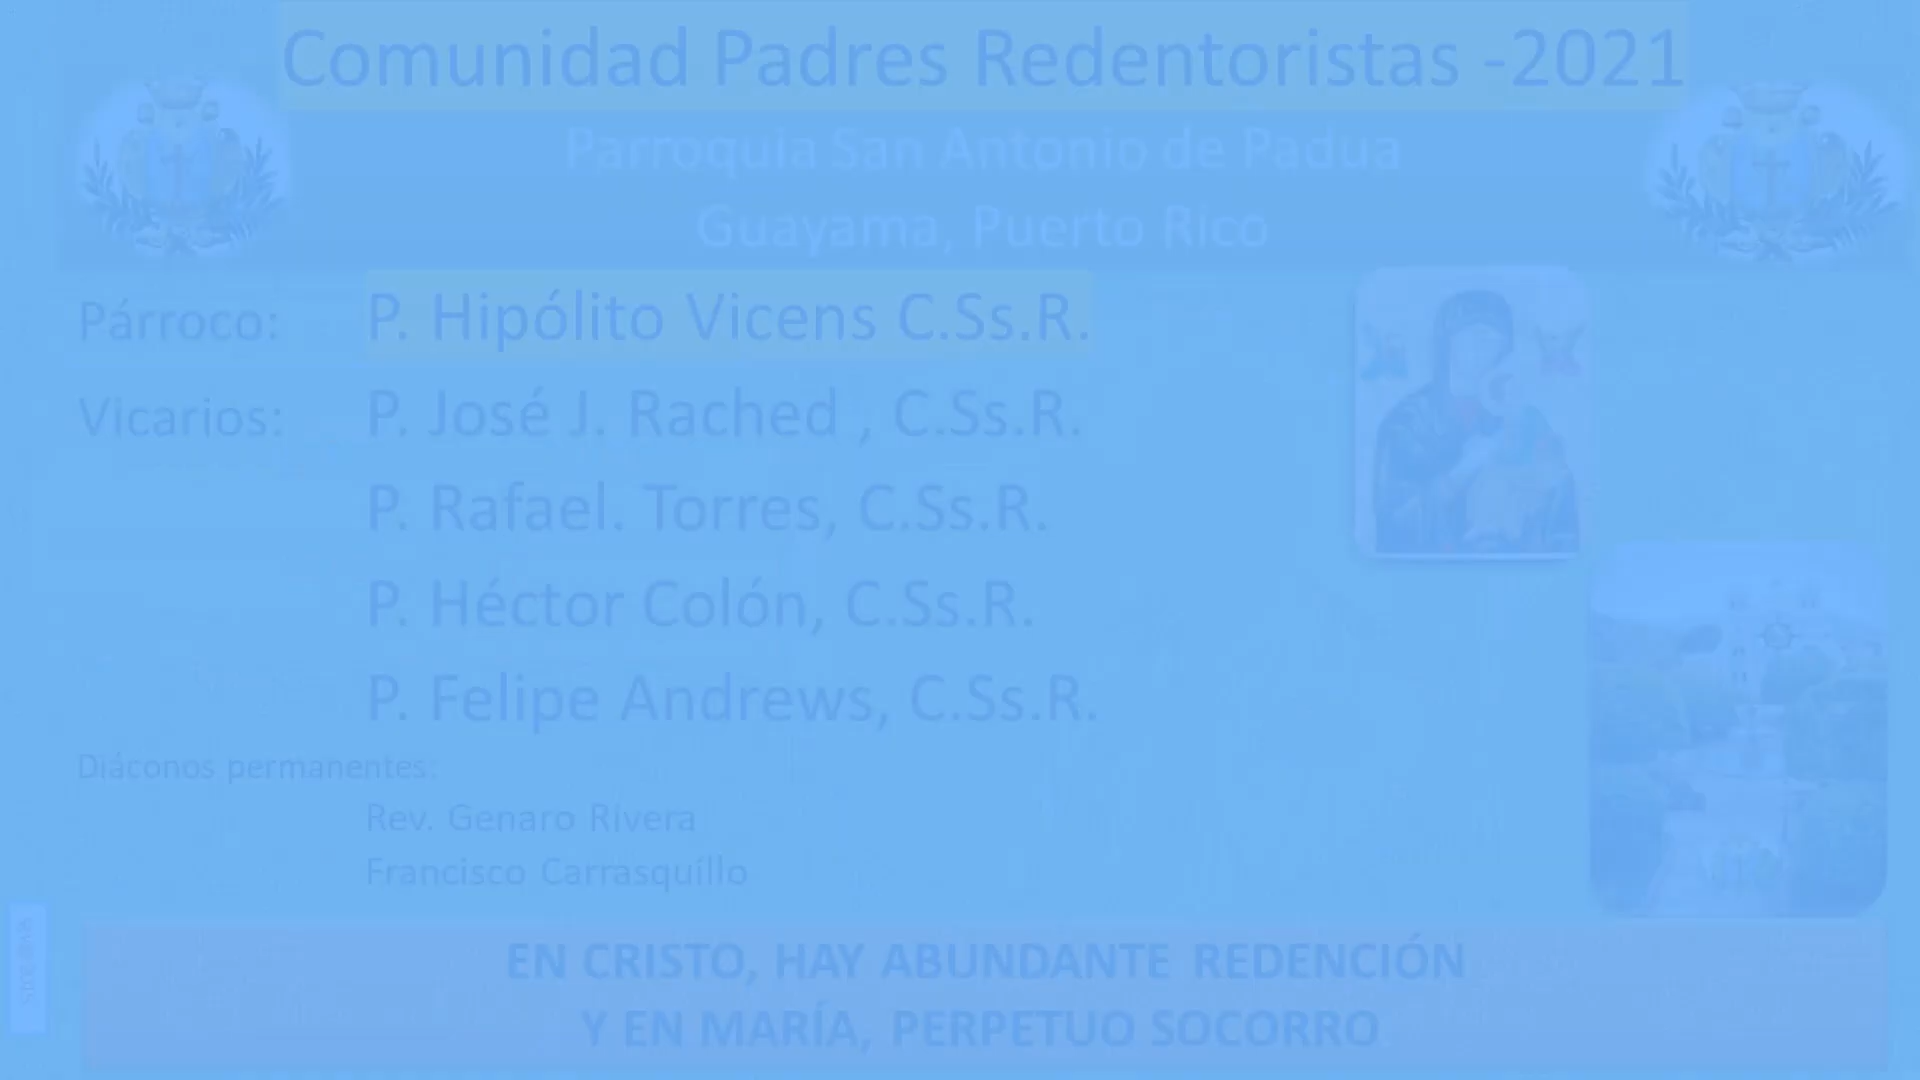 Comunidad Padres Redentoristas -2021
Parroquia San Antonio de Padua
Guayama, Puerto Rico
Párroco: P. Hipólito Vicens C.Ss.R.
Vicarios: P. José J. Rached , C.Ss.R.
P. Rafael. Torres, C.Ss.R.
P. Héctor Colón, C.Ss.R.
P. Felipe Andrews, C.Ss.R.
Diáconos permanentes:
Rev. Genaro Rivera
Francisco Carrasquillo
EN CRISTO, HAY ABUNDANTE REDENCIÓN
Y EN MARÍA, PERPETUO SOCORRO